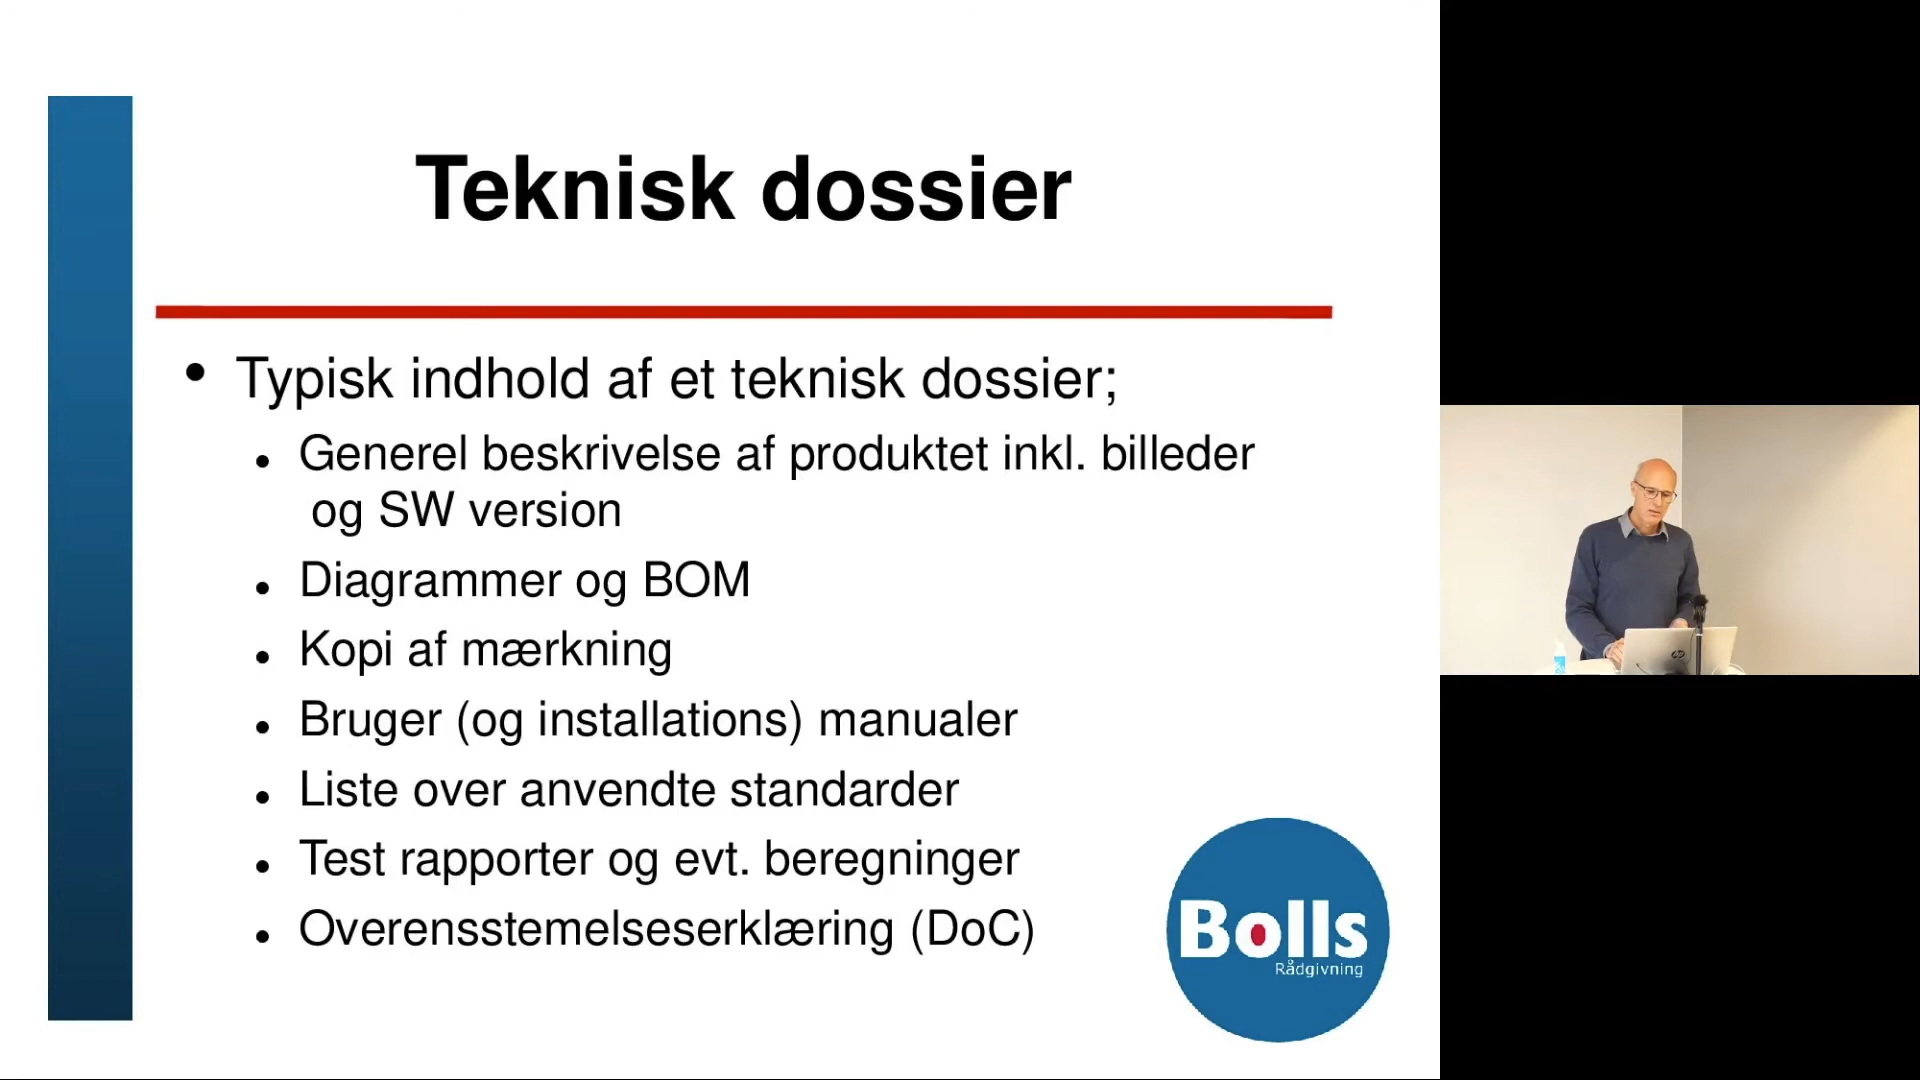 Teknisk dossier
• Typisk indhold af et teknisk dossier;
• Generel beskrivelse af produktet inkl. billeder
og SW version
• Diagrammer og BOM
• Kopi af mærkning
• Bruger (og installations) manualer
• Liste over anvendte standarder
• Test rapporter og evt. beregninger
• Overensstemelseserklæring (DoC)
Bolls
Rådgivning
hp